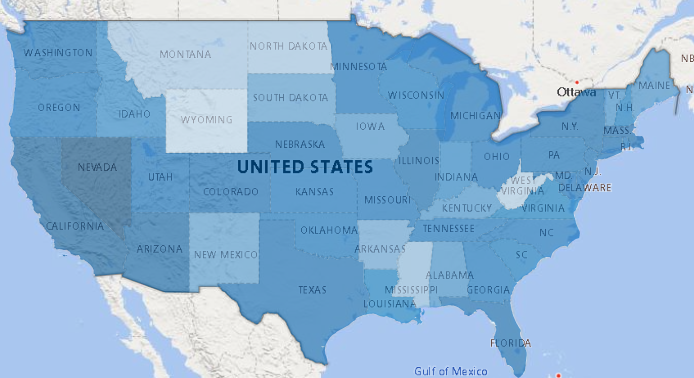 WASHINGTON
MONTANA
NORTH DAKOTA
MINNESOTA
OREGON
IDAHO
WYOMING
SOUTH DAKOTA
WISCONSIN
MICHIGAN
Ottawa
MAINE
NB
N
VT
N.H.
N.Y.
MASS.
R.I.
NEVADA
UTAH
COLORADO
NEBRASKA
IOWA
ILLINOIS
INDIANA
OHIO
PA
N.J.
MD
DELAWARE
UNITED STATES
CALIFORNIA
KANSAS
MISSOURI
KENTUCKY
WEST
VIRGINIA
VIRGINIA
ARIZONA
NEW MEXICO
OKLAHOMA
ARKANSAS
TENNESSEE
NC
SC
TEXAS
LOUISIANA
MISSISSIPPI
ALABAMA
GEORGIA
FLORIDA
Gulf of Mexico